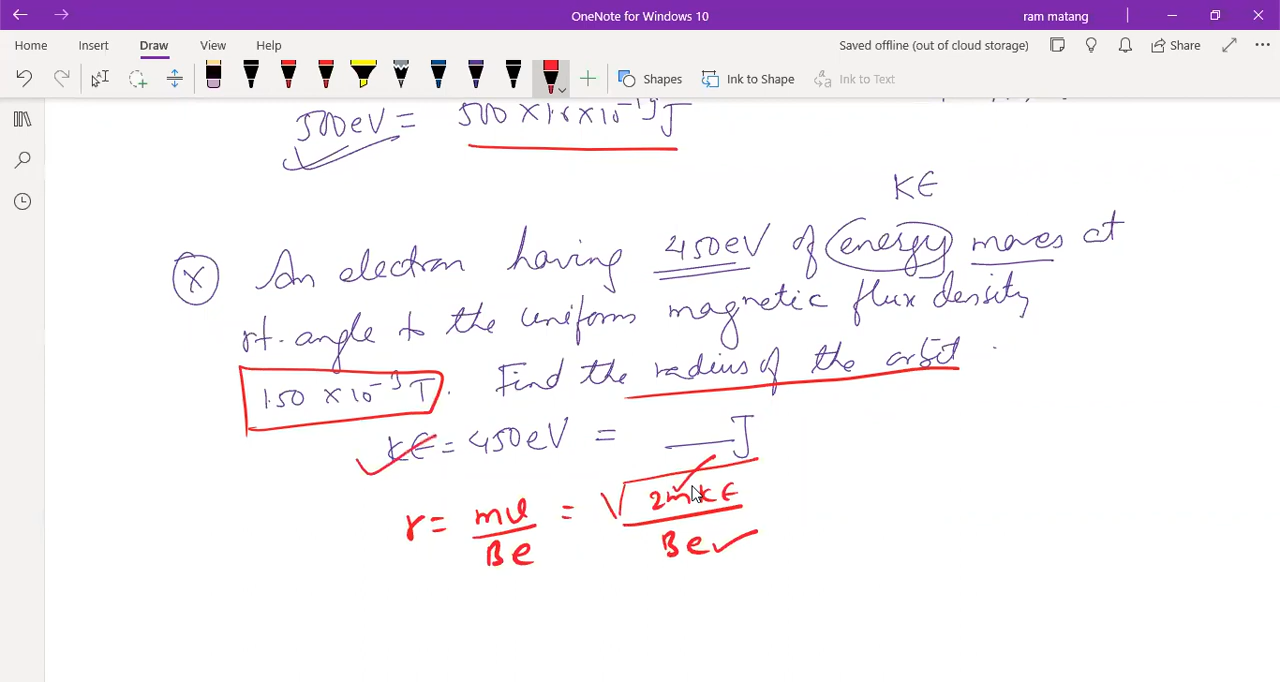 OneNote for Windows 10
ram matang
Home Insert Draw View Help
Saved offline (out of cloud storage)
Share
Shapes
Ink to Shape
Ink to Text
500eV = 500 × 1.6 × 10⁻¹⁹ J
KE
(X) An electron having 450eV of energy moves at
rt. angle to the uniform magnetic flux density
1.50 × 10⁻³ T. Find the radius of the orbit.
KE = 450eV = ___ J
r = mv/Be = √2mKE/Be